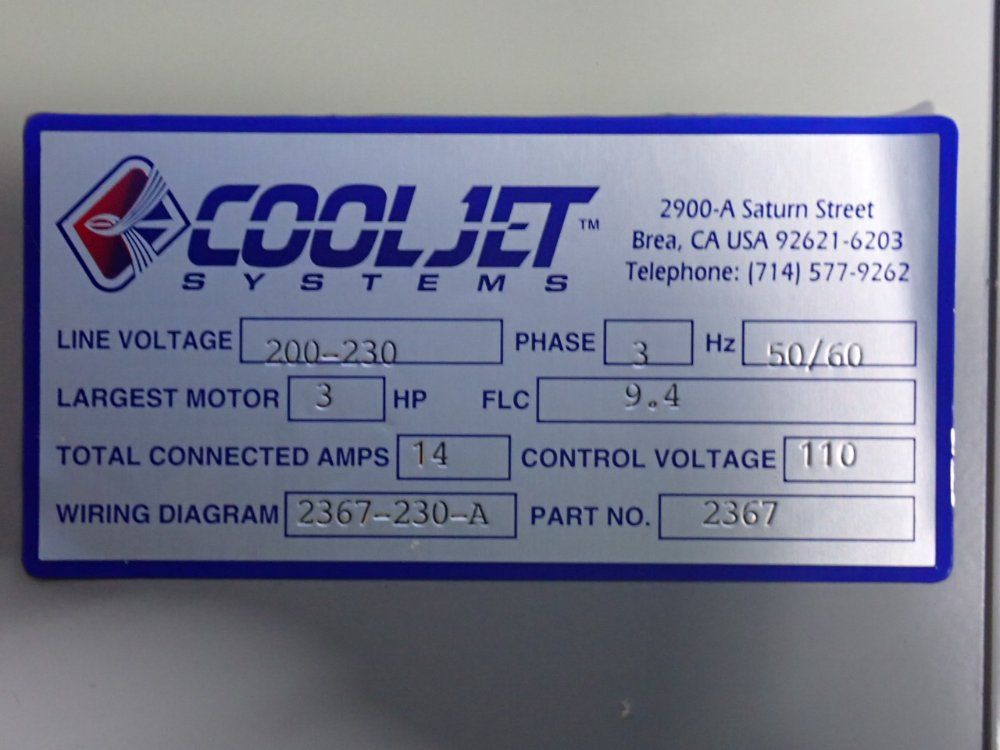 COOLJET™
SYSTEMS
2900-A Saturn Street
Brea, CA USA 92621-6203
Telephone: (714) 577-9262
LINE VOLTAGE 200-230 PHASE 3 Hz 50/60
LARGEST MOTOR 3 HP FLC 9.4
TOTAL CONNECTED AMPS 14 CONTROL VOLTAGE 110
WIRING DIAGRAM 2367-230-A PART NO. 2367